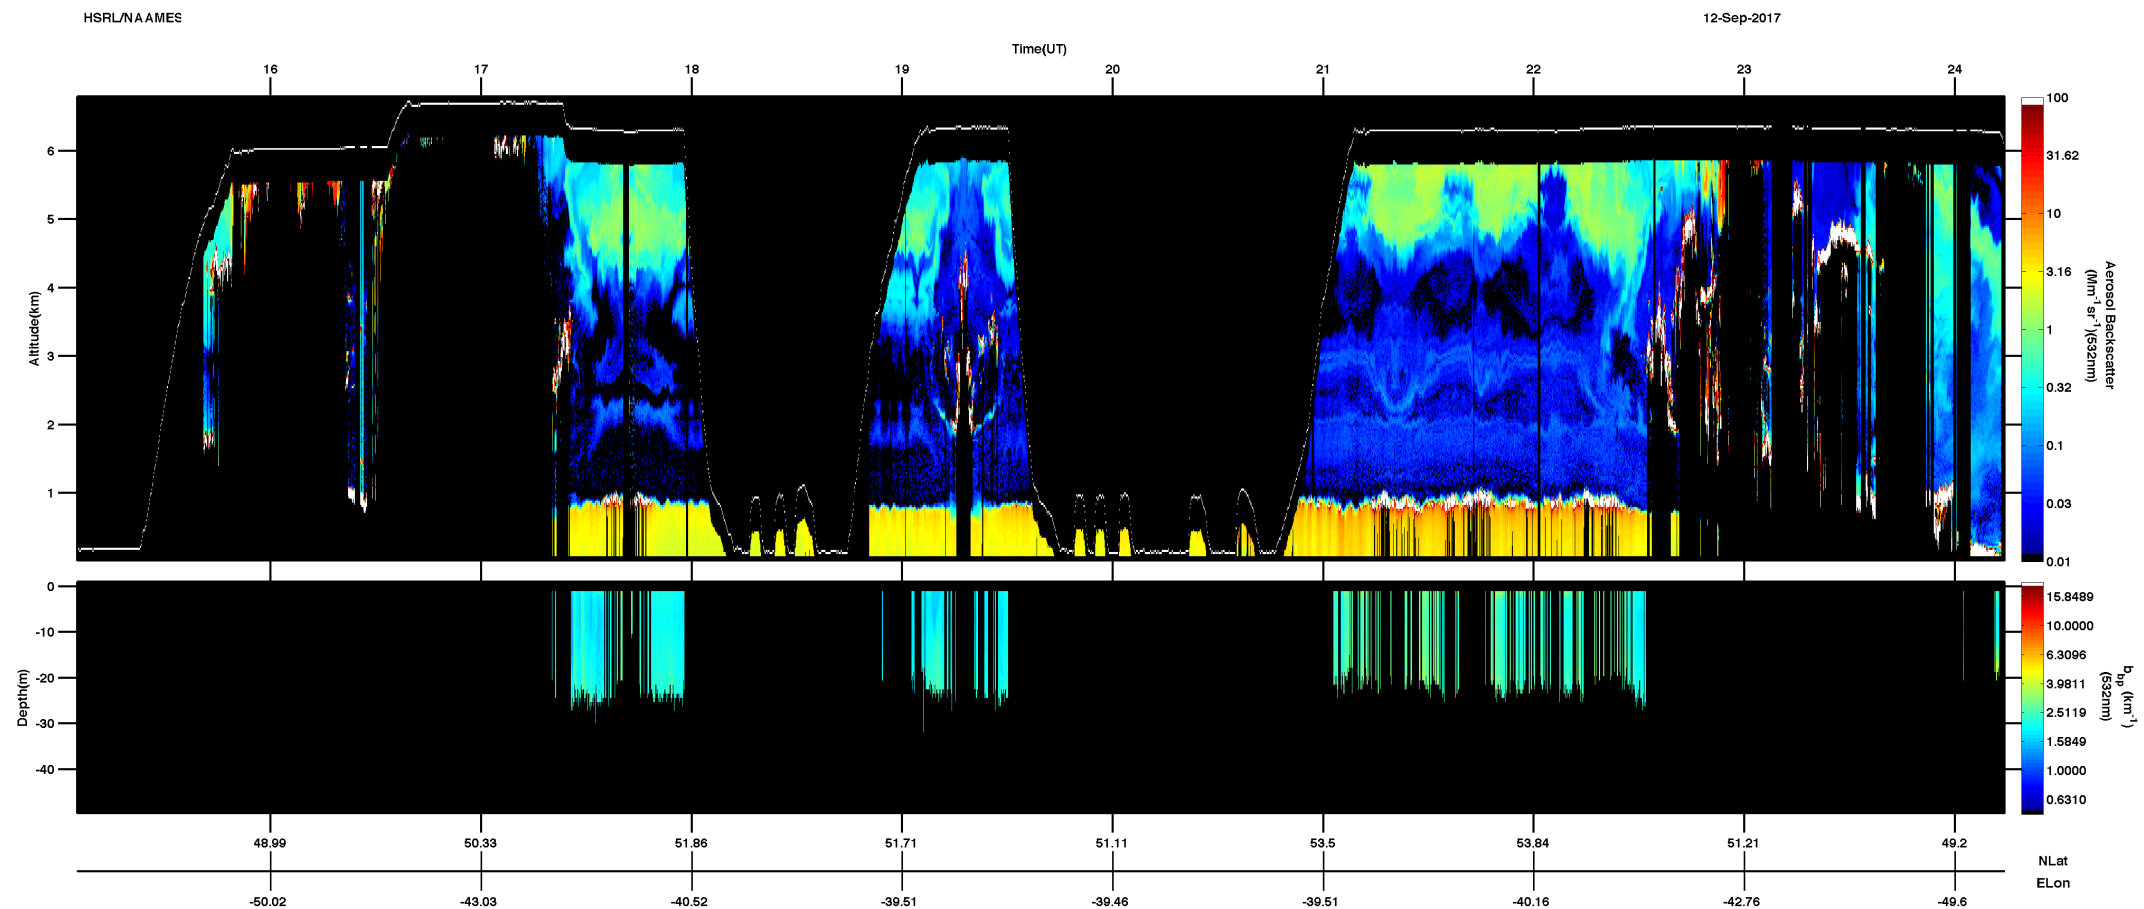 HSRL/NAAMES
12-Sep-2017
Time(UT)
16 17 18 19 20 21 22 23 24
Altitude(km)
6
5
4
3
2
1
100
31.62
10
3.16
1
0.32
0.1
0.03
0.01
Aerosol Backscatter
(Mm⁻¹sr⁻¹)(532nm)
Depth(m)
0
-10
-20
-30
-40
15.8489
10.0000
6.3096
3.9811
2.5119
1.5849
1.0000
0.6310
b_bp (km⁻¹)
(532nm)
48.99 50.33 51.86 51.71 51.11 53.5 53.84 51.21 49.2
NLat
ELon
-50.02 -43.03 -40.52 -39.51 -39.46 -39.51 -40.16 -42.76 -49.6